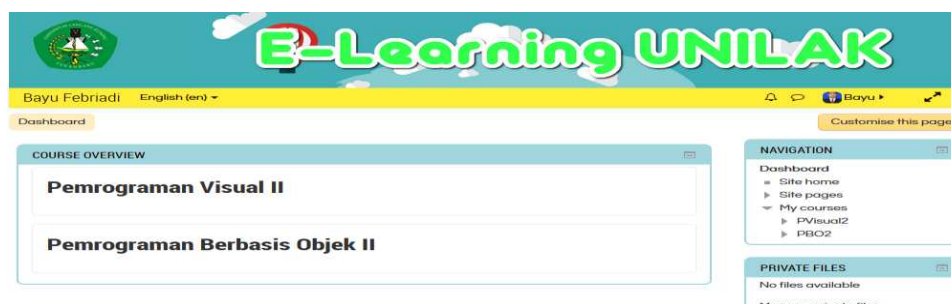 E-Learning UNILAK
Bayu Febriadi English (en) Bayu
Dashboard Customise this page
COURSE OVERVIEW
Pemrograman Visual II
Pemrograman Berbasis Objek II
NAVIGATION
Dashboard
Site home
Site pages
My courses
PVisual2
PBO2
PRIVATE FILES
No files available